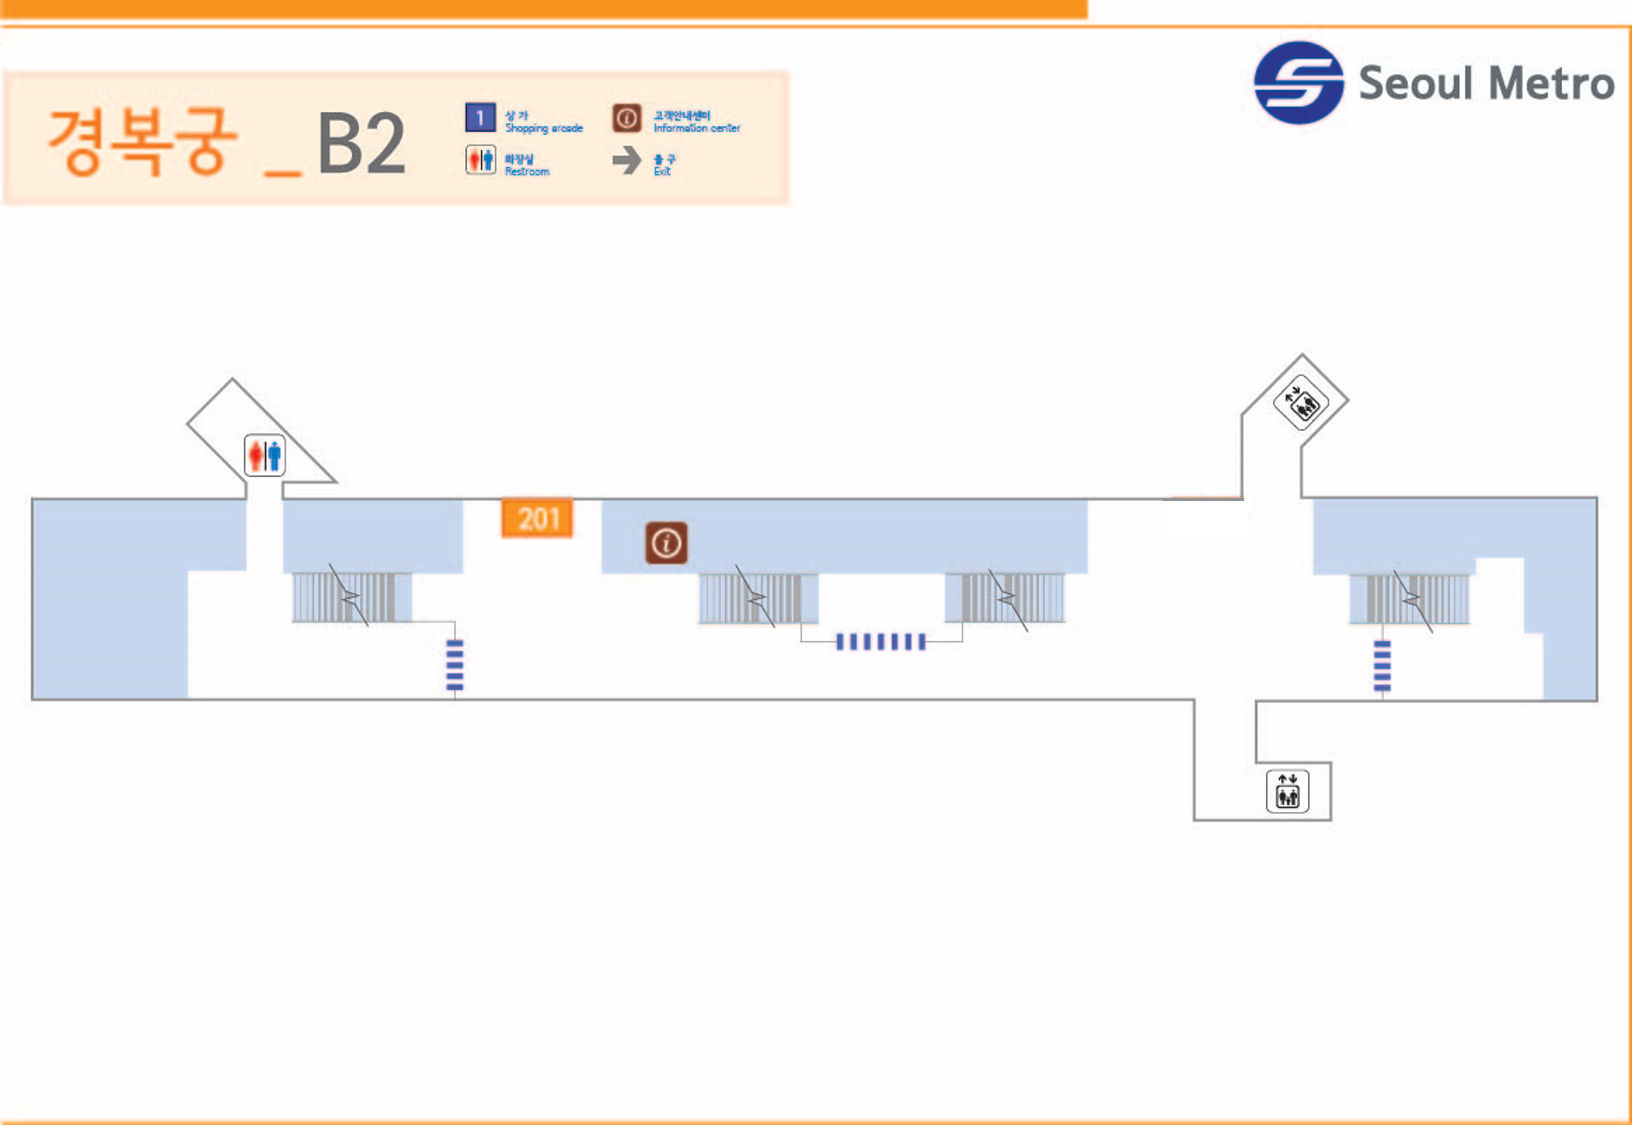 Seoul Metro
경복궁 _ B2
1 상 가
Shopping arcade
고객안내센터
Information center
화장실
Restroom
출 구
Exit
201